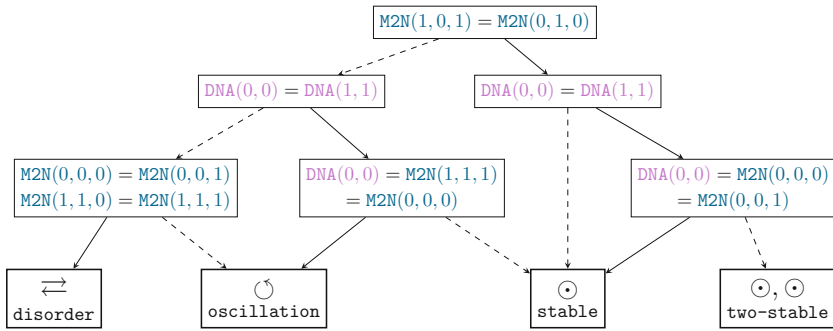 M2N(1, 0, 1) = M2N(0, 1, 0)
DNA(0, 0) = DNA(1, 1)
DNA(0, 0) = DNA(1, 1)
M2N(0, 0, 0) = M2N(0, 0, 1)
M2N(1, 1, 0) = M2N(1, 1, 1)
DNA(0, 0) = M2N(1, 1, 1)
= M2N(0, 0, 0)
DNA(0, 0) = M2N(0, 0, 0)
= M2N(0, 0, 1)
⇄
disorder
↺
oscillation
⊙
stable
⊙, ⊙
two-stable